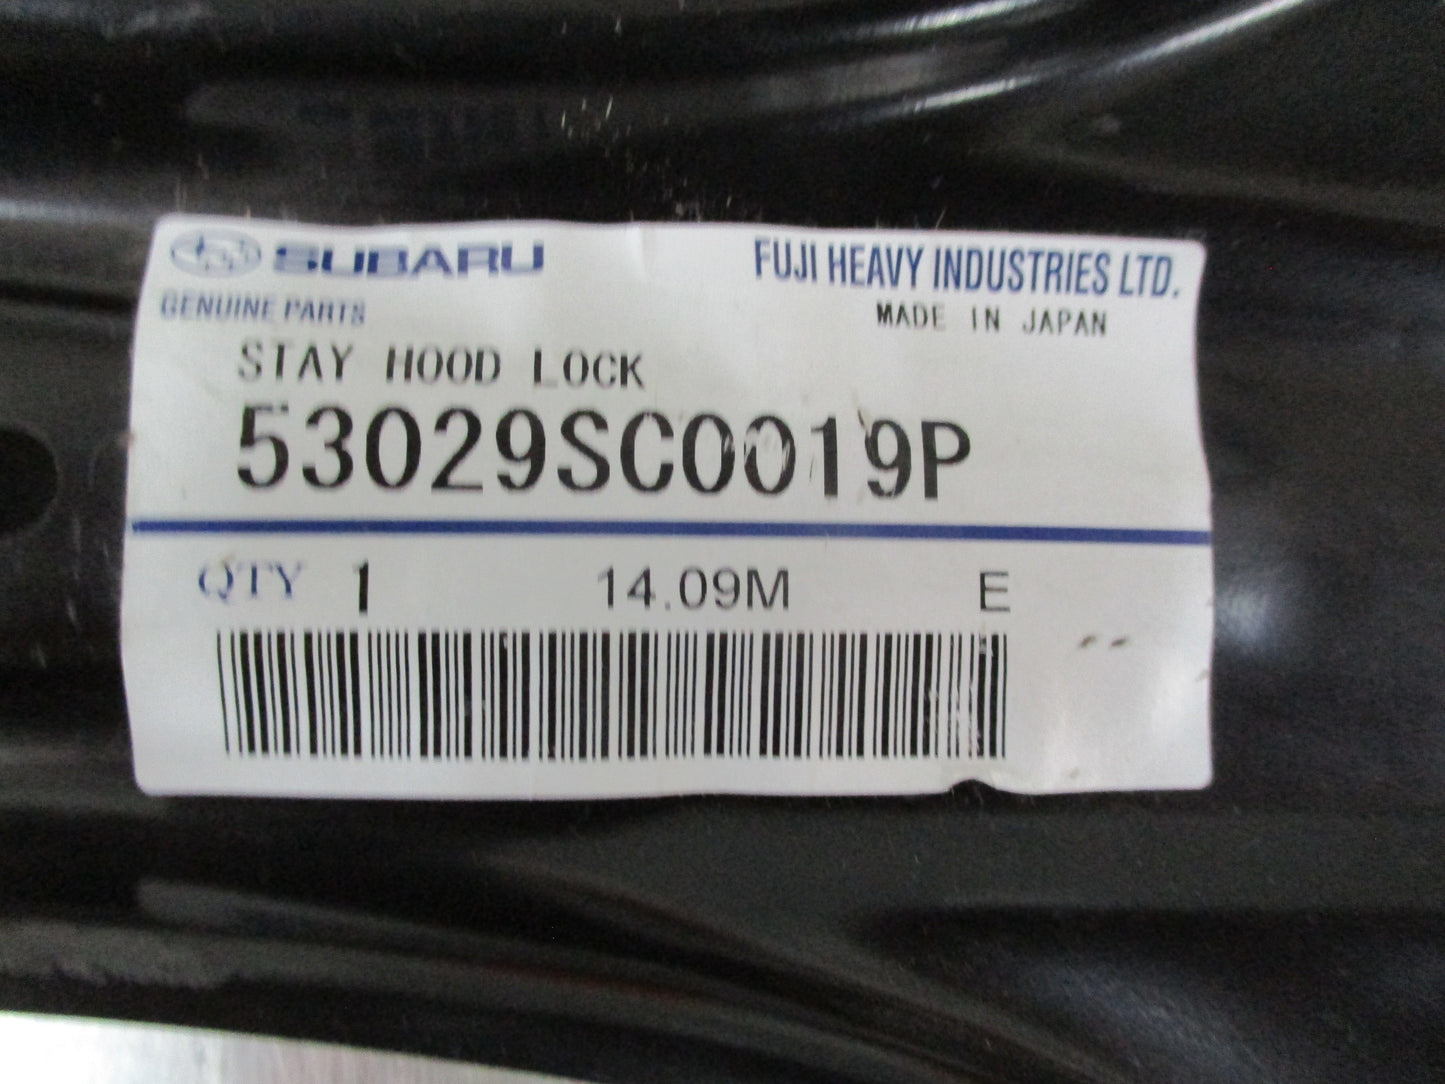 SUBARU
FUJI HEAVY INDUSTRIES LTD.
GENUINE PARTS
MADE IN JAPAN
STAY HOOD LOCK
53029SC0019P
QTY 1 14.09M E